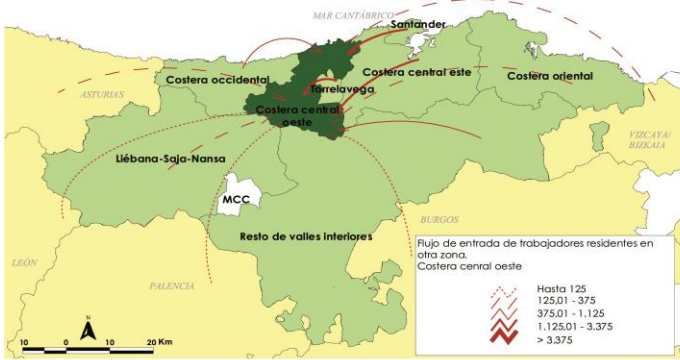 MAR CANTÁBRICO
Santander
Costera occidental
Costera central este
Costera oriental
Torrelavega
ASTURIAS
Costera central
oeste
VIZCAYA/
BIZKAIA
Liébana-Saja-Nansa
MCC
BURGOS
Resto de valles interiores
LEÓN
PALENCIA
Flujo de entrada de trabajadores residentes en
otra zona.
Costera cenral oeste
Hasta 125
125,01 - 375
375,01 - 1.125
1.125,01 - 3.375
> 3.375
N
10 0 10 20 Km